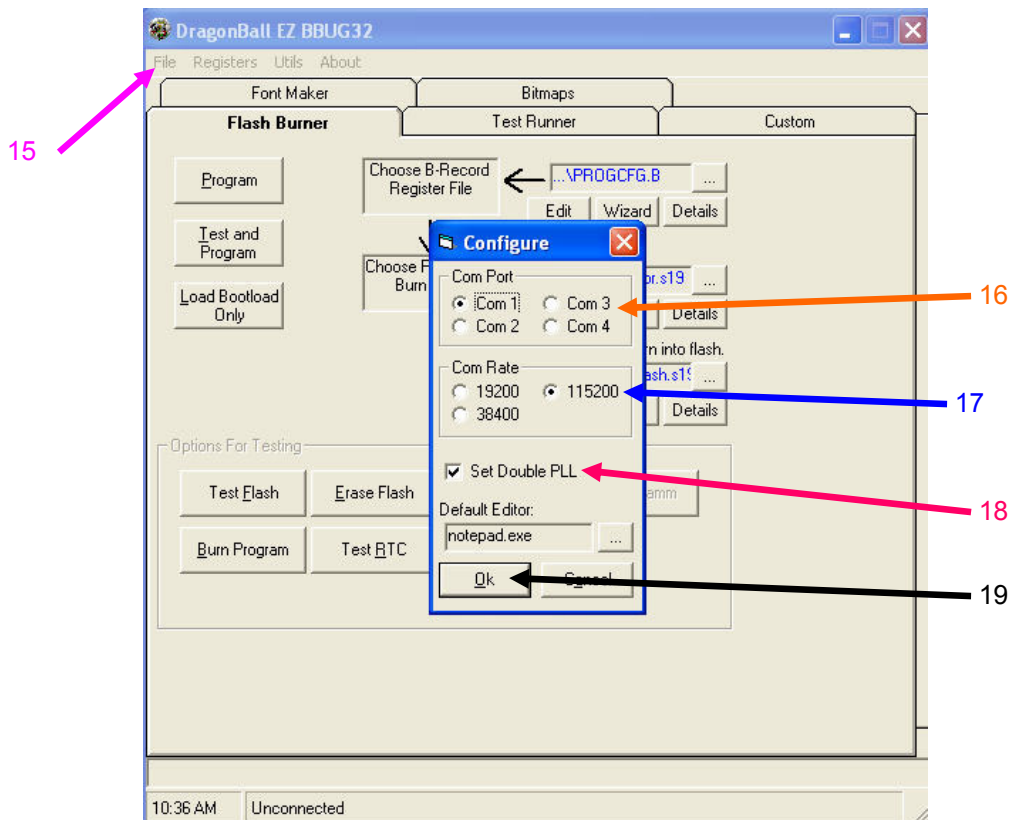 DragonBall EZ BBUG32
File Registers Utils About
Font Maker Bitmaps
Flash Burner Test Runner Custom
15
Program
Choose B-Record
Register File
...\PROGCFG.B ...
Edit Wizard Details
Test and
Program
Configure
Choose
Burn
Com Port
Com 1 Com 3
Com 2 Com 4
16
...
Load Bootload
Only
Details
into flash.
...
Com Rate
19200 115200
38400
17
Details
Options For Testing
Set Double PLL
18
Test Flash Erase Flash
Default Editor:
notepad.exe ...
Burn Program Test RTC
Ok Cancel
19
10:36 AM Unconnected